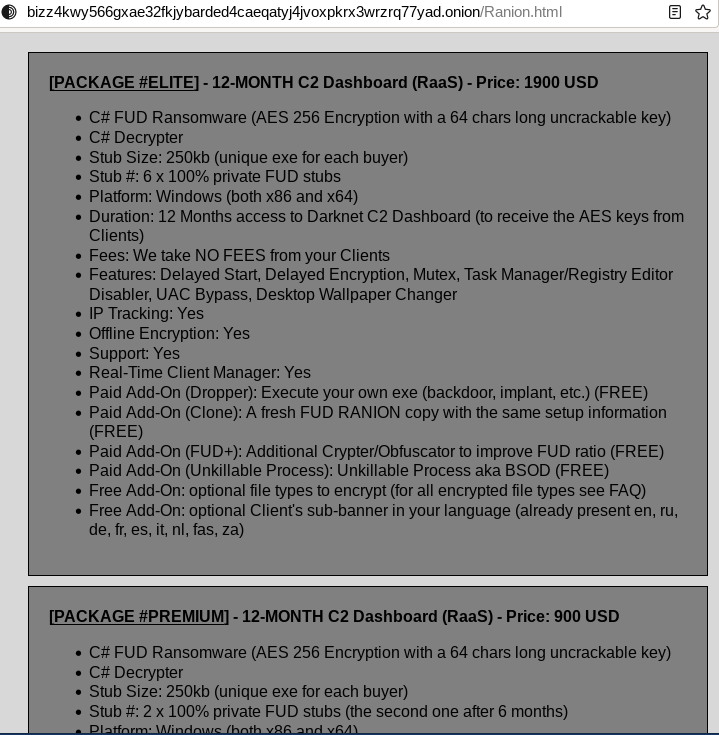 bizz4kwy566gxae32fkjybarded4caeqatyj4jvoxpkrx3wrzrq77yad.onion/Ranion.html
[PACKAGE #ELITE] - 12-MONTH C2 Dashboard (RaaS) - Price: 1900 USD
• C# FUD Ransomware (AES 256 Encryption with a 64 chars long uncrackable key)
• C# Decrypter
• Stub Size: 250kb (unique exe for each buyer)
• Stub #: 6 x 100% private FUD stubs
• Platform: Windows (both x86 and x64)
• Duration: 12 Months access to Darknet C2 Dashboard (to receive the AES keys from
Clients)
• Fees: We take NO FEES from your Clients
• Features: Delayed Start, Delayed Encryption, Mutex, Task Manager/Registry Editor
Disabler, UAC Bypass, Desktop Wallpaper Changer
• IP Tracking: Yes
• Offline Encryption: Yes
• Support: Yes
• Real-Time Client Manager: Yes
• Paid Add-On (Dropper): Execute your own exe (backdoor, implant, etc.) (FREE)
• Paid Add-On (Clone): A fresh FUD RANION copy with the same setup information
(FREE)
• Paid Add-On (FUD+): Additional Crypter/Obfuscator to improve FUD ratio (FREE)
• Paid Add-On (Unkillable Process): Unkillable Process aka BSOD (FREE)
• Free Add-On: optional file types to encrypt (for all encrypted file types see FAQ)
• Free Add-On: optional Client's sub-banner in your language (already present en, ru,
de, fr, es, it, nl, fas, za)
[PACKAGE #PREMIUM] - 12-MONTH C2 Dashboard (RaaS) - Price: 900 USD
• C# FUD Ransomware (AES 256 Encryption with a 64 chars long uncrackable key)
• C# Decrypter
• Stub Size: 250kb (unique exe for each buyer)
• Stub #: 2 x 100% private FUD stubs (the second one after 6 months)
• Platform: Windows (both x86 and x64)